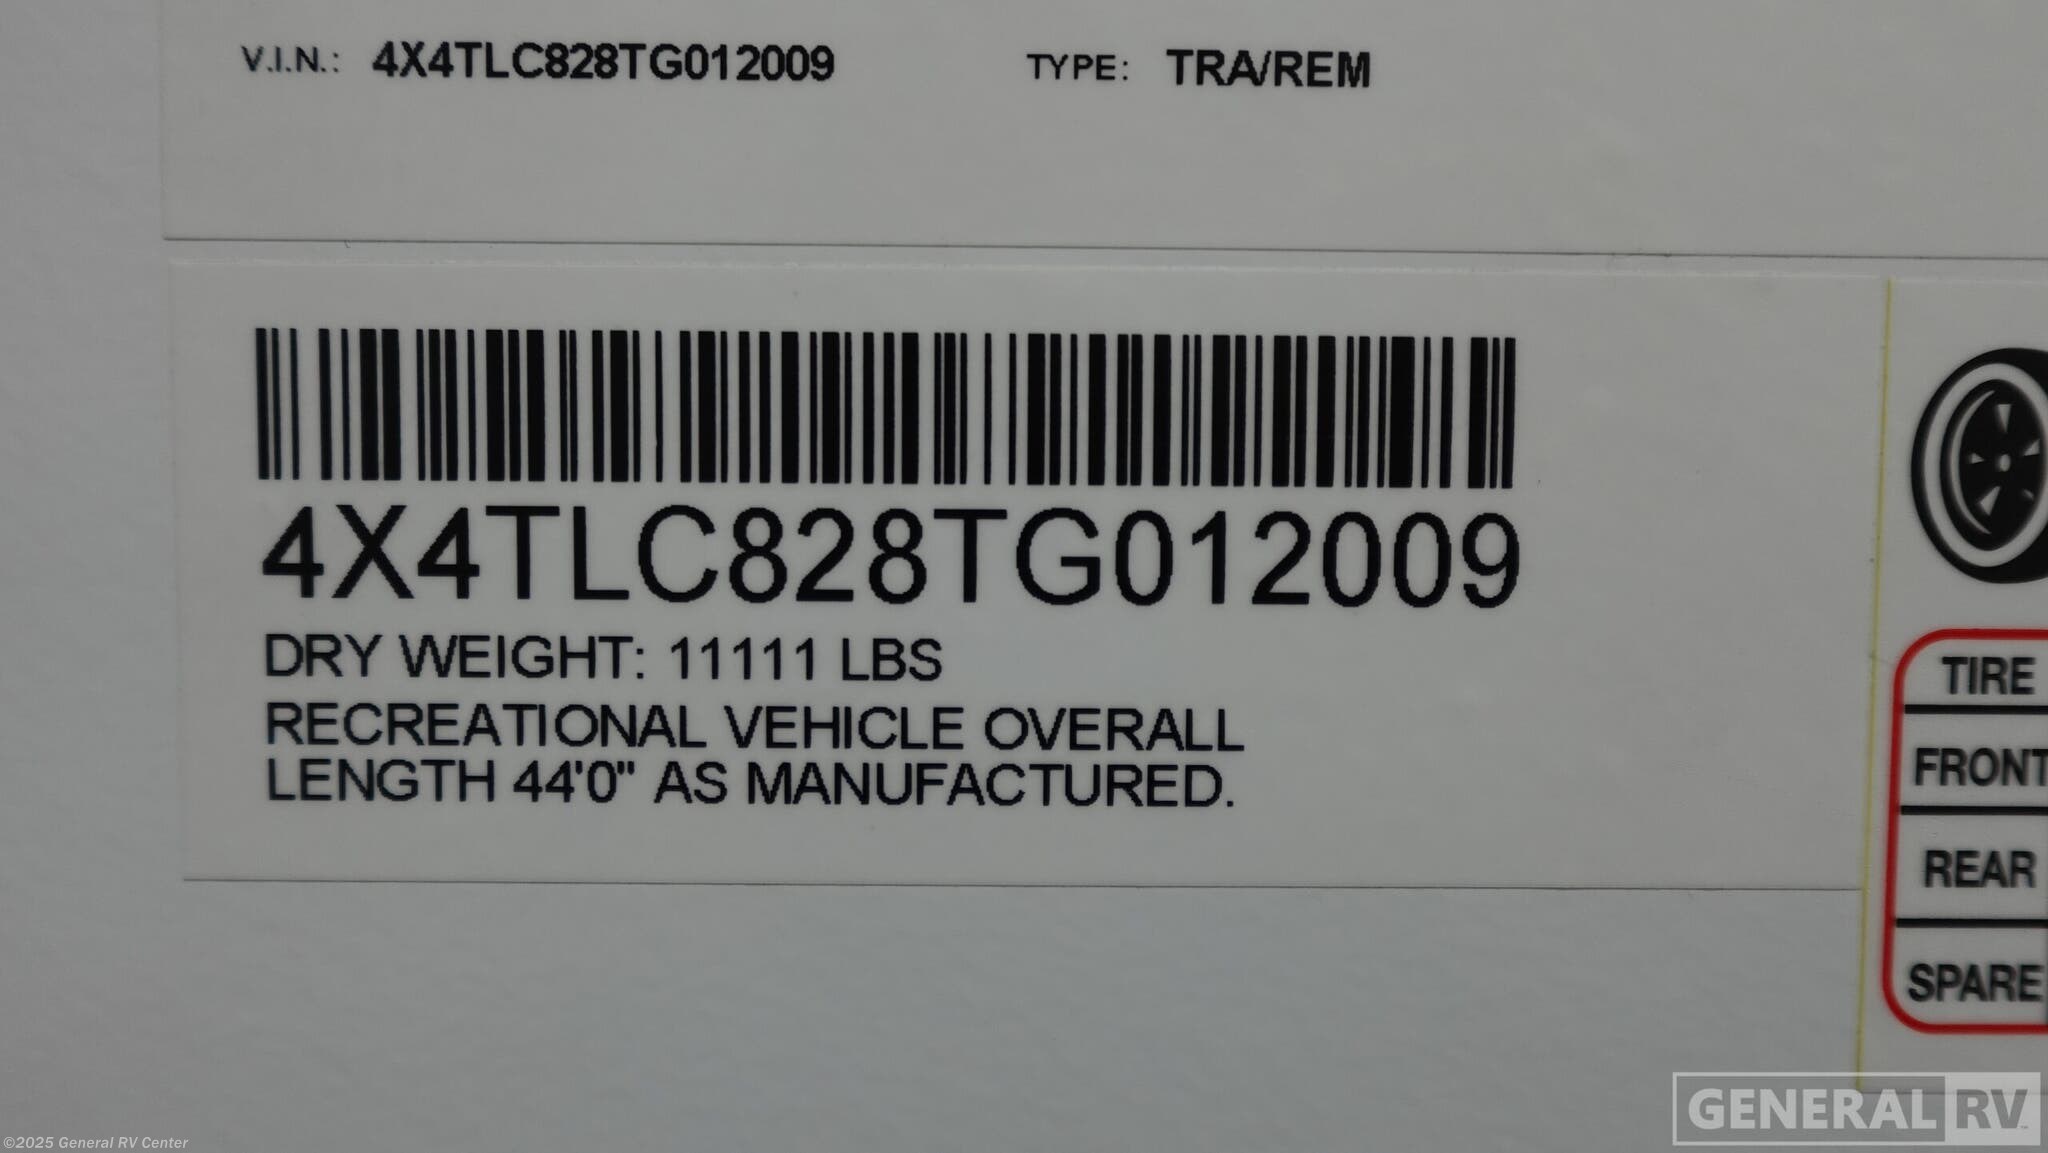 V.I.N.: 4X4TLC828TG012009 TYPE: TRA/REM
4X4TLC828TG012009
DRY WEIGHT: 11111 LBS
RECREATIONAL VEHICLE OVERALL
LENGTH 44'0" AS MANUFACTURED.
TIRE
FRONT
REAR
SPARE
GENERAL RV
©2025 General RV Center